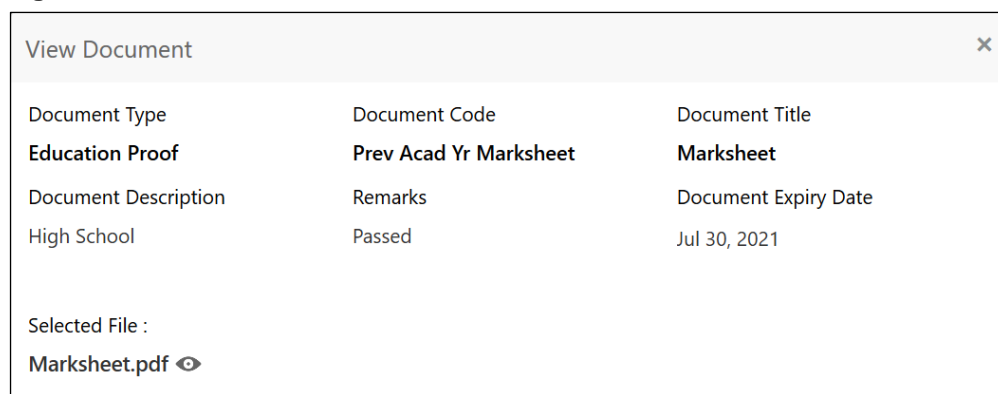 View Document ×
Document Type Document Code Document Title
Education Proof Prev Acad Yr Marksheet Marksheet
Document Description Remarks Document Expiry Date
High School Passed Jul 30, 2021
Selected File :
Marksheet.pdf